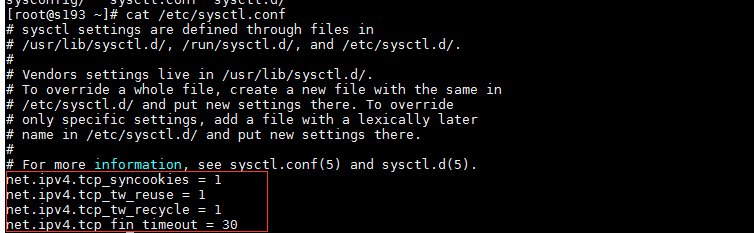 [root@s193 ~]# cat /etc/sysctl.conf
# sysctl settings are defined through files in
# /usr/lib/sysctl.d/, /run/sysctl.d/, and /etc/sysctl.d/.
#
# Vendors settings live in /usr/lib/sysctl.d/.
# To override a whole file, create a new file with the same in
# /etc/sysctl.d/ and put new settings there. To override
# only specific settings, add a file with a lexically later
# name in /etc/sysctl.d/ and put new settings there.
#
# For more information, see sysctl.conf(5) and sysctl.d(5).
net.ipv4.tcp_syncookies = 1
net.ipv4.tcp_tw_reuse = 1
net.ipv4.tcp_tw_recycle = 1
net.ipv4.tcp_fin_timeout = 30